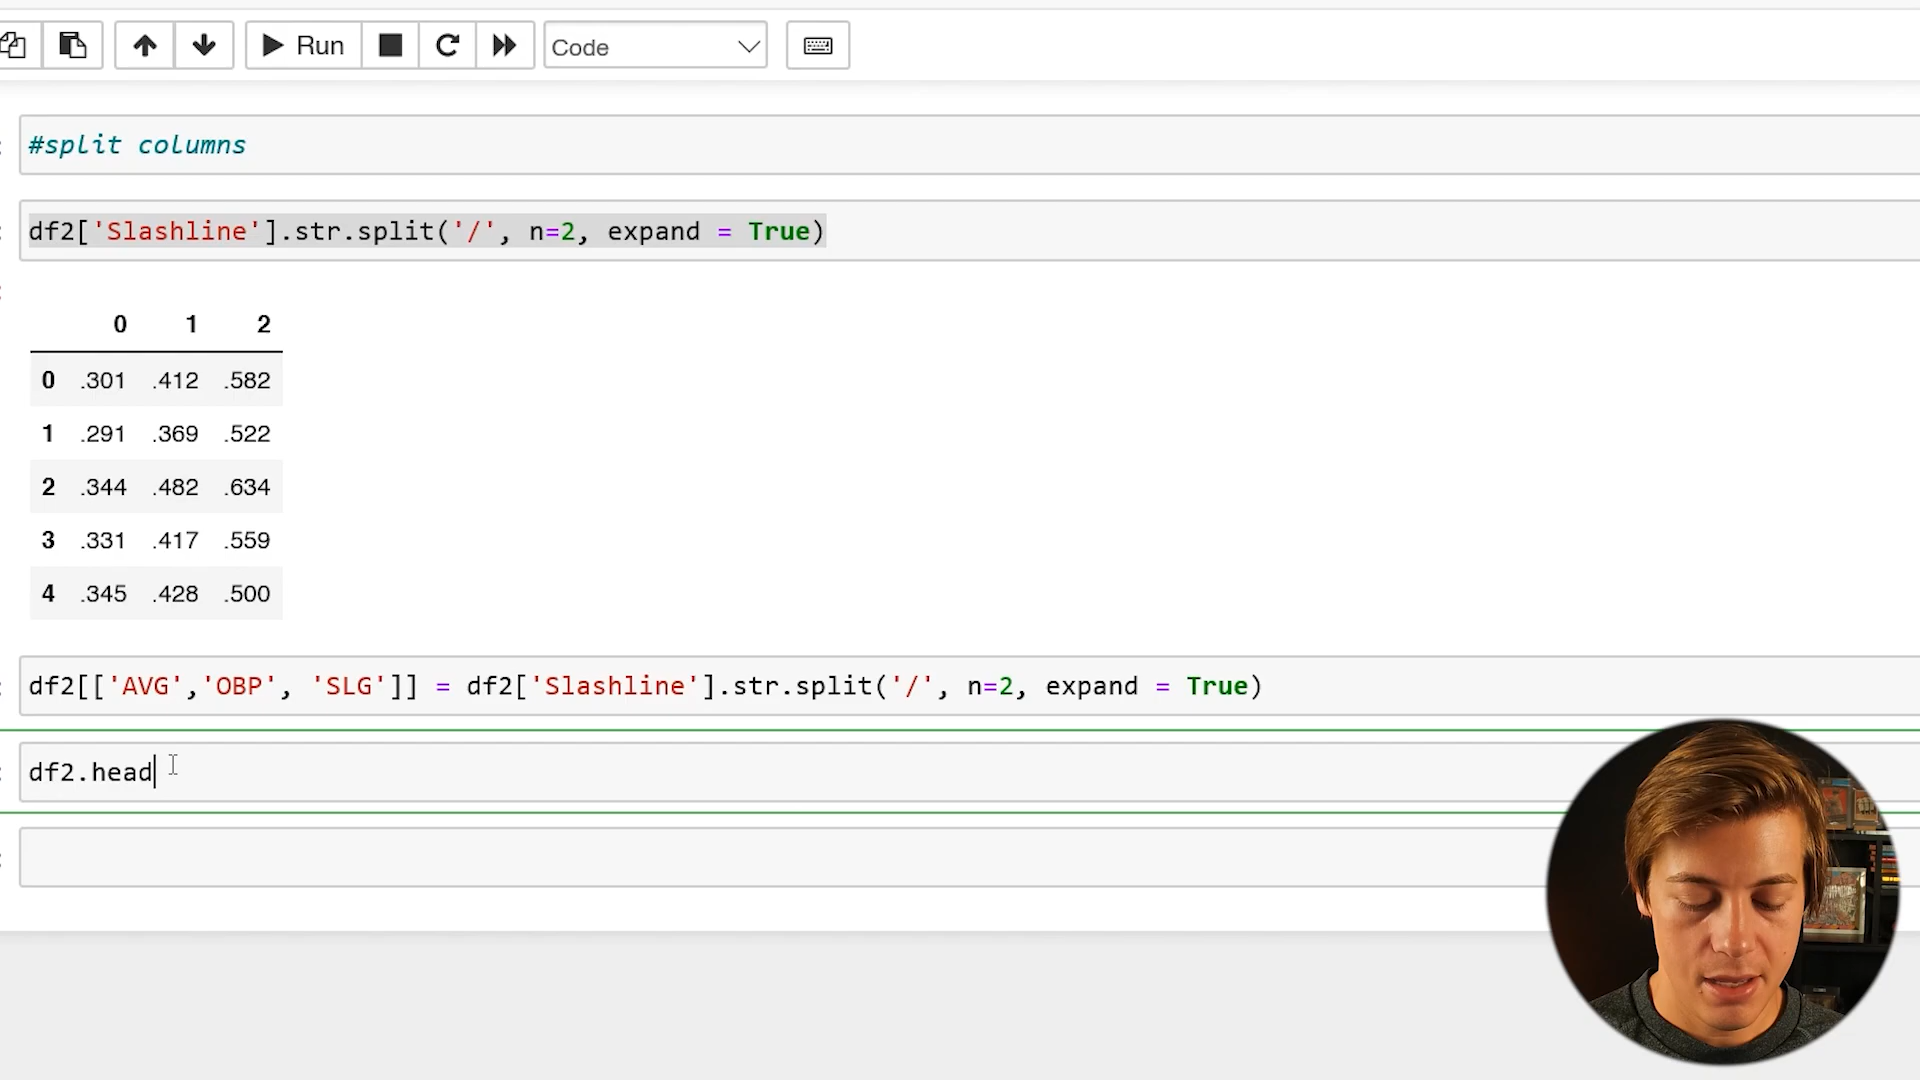 Run Code
#split columns
df2['Slashline'].str.split('/', n=2, expand = True)
0 1 2
0 .301 .412 .582
1 .291 .369 .522
2 .344 .482 .634
3 .331 .417 .559
4 .345 .428 .500
df2[['AVG','OBP', 'SLG']] = df2['Slashline'].str.split('/', n=2, expand = True)
df2.head